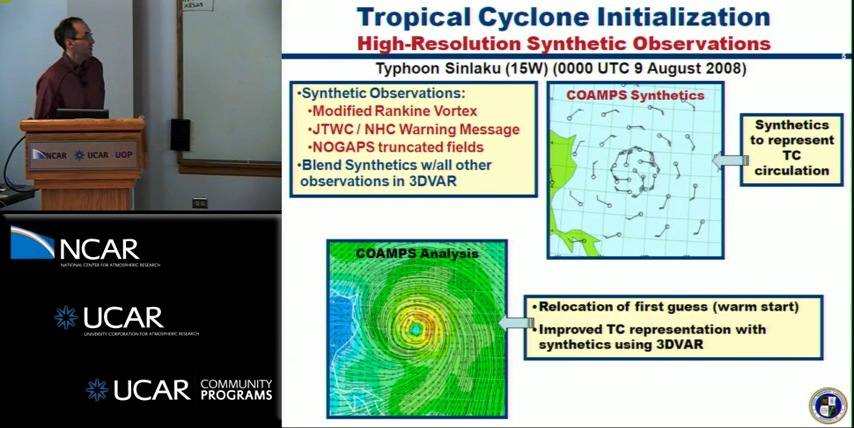 Tropical Cyclone Initialization
High-Resolution Synthetic Observations
Typhoon Sinlaku (15W) (0000 UTC 9 August 2008)
•Synthetic Observations:
•Modified Rankine Vortex
•JTWC / NHC Warning Message
•NOGAPS truncated fields
•Blend Synthetics w/all other
observations in 3DVAR
COAMPS Synthetics
Synthetics
to represent
TC
circulation
NCAR UCAR UOP
NCAR
NATIONAL CENTER FOR ATMOSPHERIC RESEARCH
UCAR
UNIVERSITY CORPORATION FOR ATMOSPHERIC RESEARCH
UCAR COMMUNITY
PROGRAMS
COAMPS Analysis
•Relocation of first guess (warm start)
•Improved TC representation with
synthetics using 3DVAR